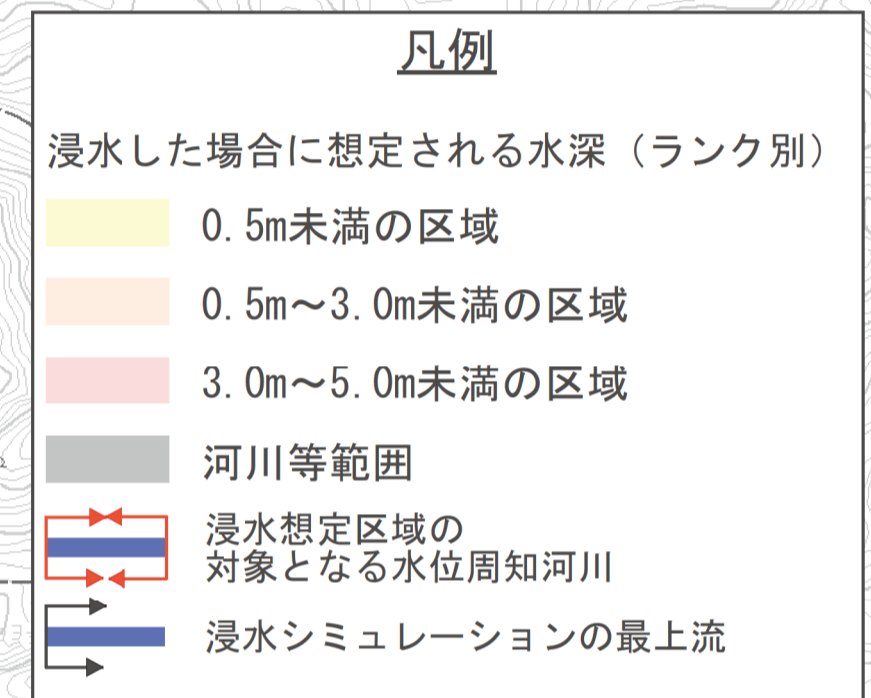 凡例
浸水した場合に想定される水深（ランク別）
0.5m未満の区域
0.5m～3.0m未満の区域
3.0m～5.0m未満の区域
河川等範囲
浸水想定区域の
対象となる水位周知河川
浸水シミュレーションの最上流